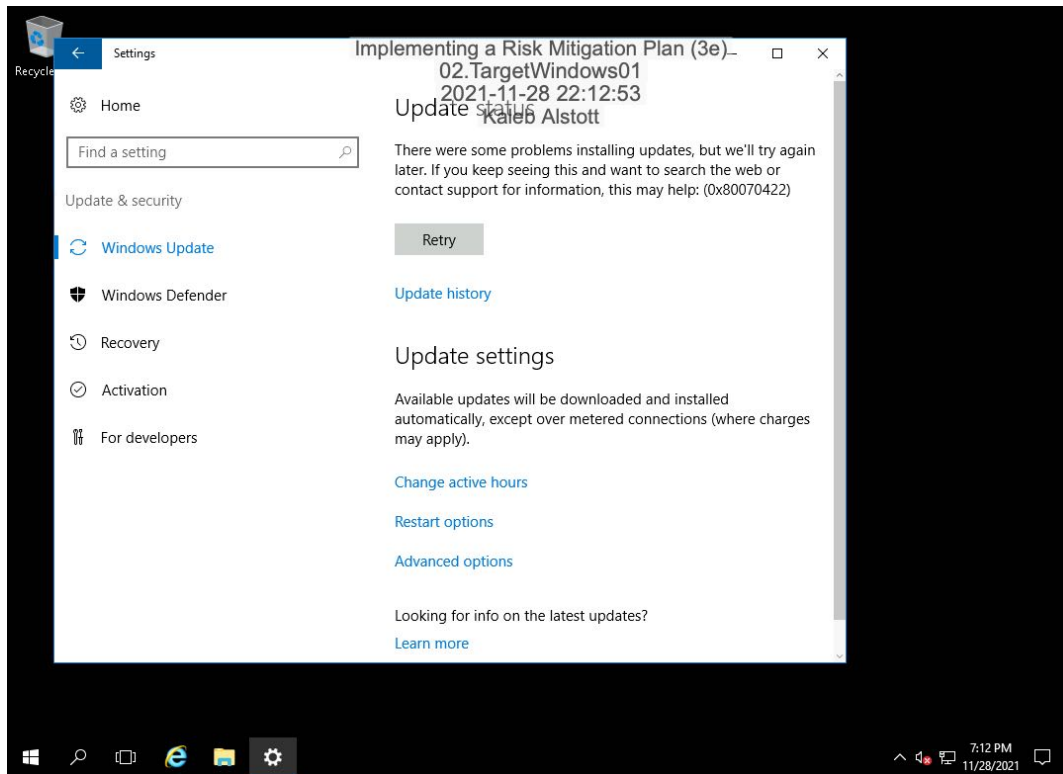 Recycle
Settings
Implementing a Risk Mitigation Plan (3e)
02.TargetWindows01
2021-11-28 22:12:53
Kaleb Alstott
Home
Find a setting
Update & security
Windows Update
Windows Defender
Recovery
Activation
For developers
Update status
There were some problems installing updates, but we'll try again
later. If you keep seeing this and want to search the web or
contact support for information, this may help: (0x80070422)
Retry
Update history
Update settings
Available updates will be downloaded and installed
automatically, except over metered connections (where charges
may apply).
Change active hours
Restart options
Advanced options
Looking for info on the latest updates?
Learn more
7:12 PM
11/28/2021